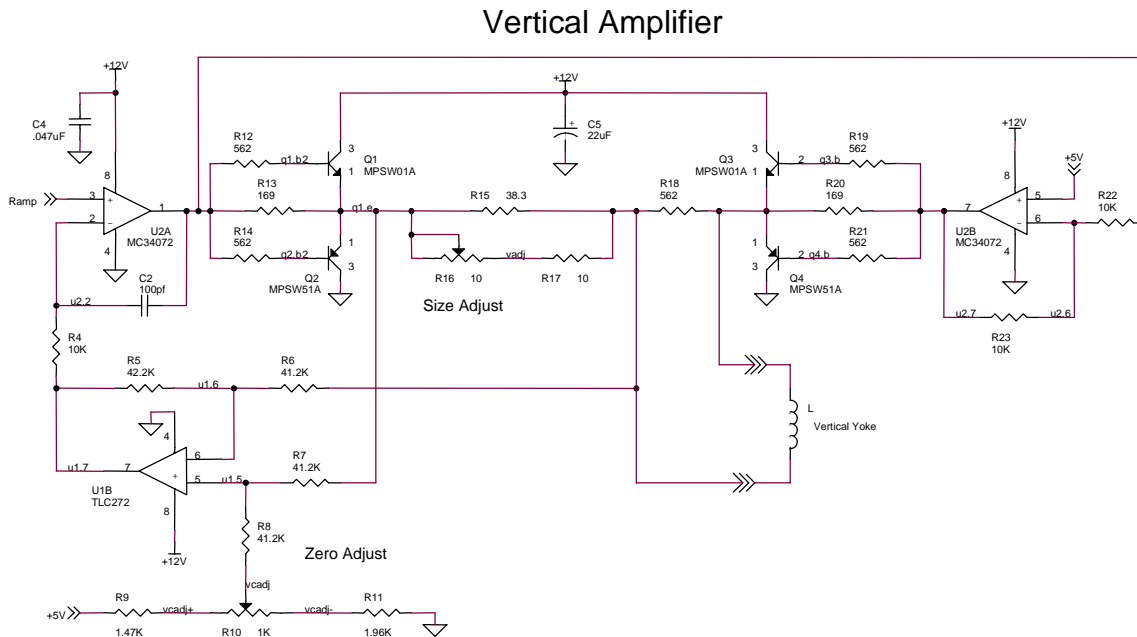 Vertical Amplifier
+12V
C4
.047uF
Ramp
8
3
+
2
−
1
4
U2A
MC34072
C2
100pf
u2.2
R4
10K
R12
562
q1.b
2
R13
169
R14
562
q2.b
2
3
1
Q1
MPSW01A
q1.e
1
3
Q2
MPSW51A
+12V
+
C5
22uF
R15
38.3
R16
10
vadj
R17
10
Size Adjust
R18
562
3
1
Q3
MPSW01A
2
q3.b
R19
562
R20
169
R21
562
1
3
2
q4.b
Q4
MPSW51A
+12V
8
+5V
5
+
6
−
7
4
U2B
MC34072
R22
10K
u2.7
u2.6
R23
10K
L
Vertical Yoke
R5
42.2K
u1.6
R6
41.2K
4
6
7
u1.7
5
+
u1.5
8
U1B
TLC272
+12V
R7
41.2K
R8
41.2K
Zero Adjust
vcadj
+5V
R9
1.47K
vcadj+
R10
1K
vcadj-
R11
1.96K